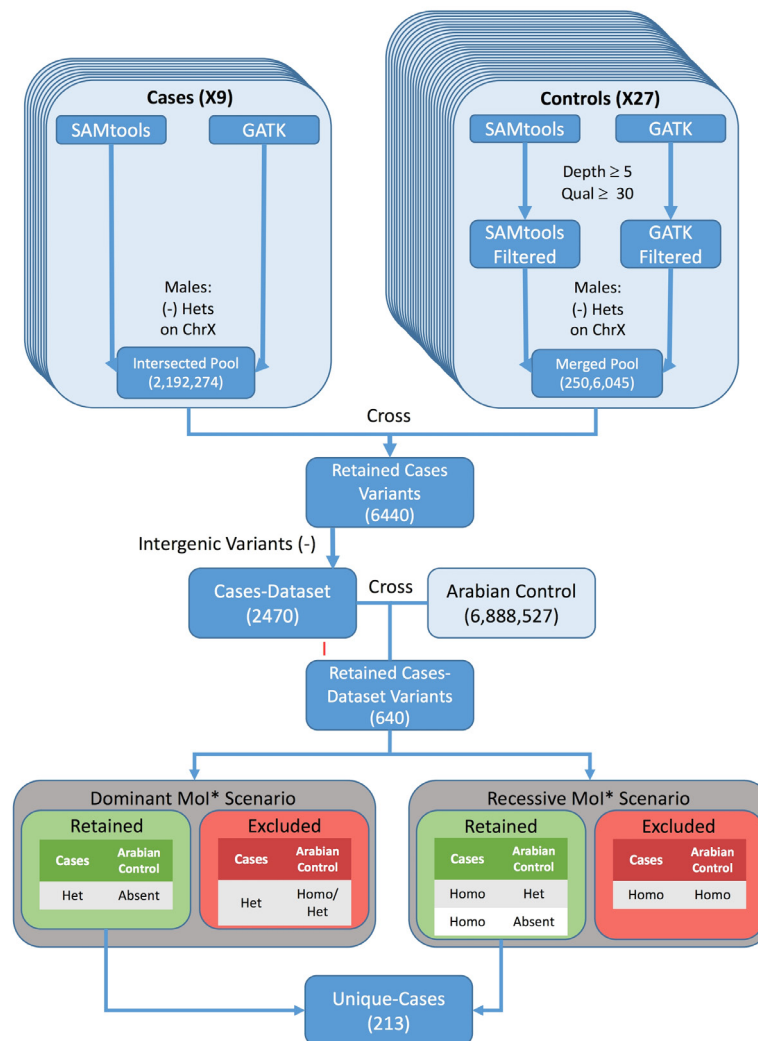 Cases (X9)
SAMtools
GATK
Males:
(-) Hets
on ChrX
Intersected Pool
(2,192,274)
Controls (X27)
SAMtools
GATK
Depth ≥ 5
Qual ≥ 30
SAMtools
Filtered
GATK
Filtered
Males:
(-) Hets
on ChrX
Merged Pool
(250,6,045)
Cross
Retained Cases
Variants
(6440)
Intergenic Variants (-)
Cases-Dataset
(2470)
Cross
Arabian Control
(6,888,527)
Retained Cases-
Dataset Variants
(640)
Dominant MoI* Scenario
Retained
Cases
Arabian
Control
Het
Absent
Excluded
Cases
Arabian
Control
Het
Homo/
Het
Recessive MoI* Scenario
Retained
Cases
Arabian
Control
Homo
Het
Homo
Absent
Excluded
Cases
Arabian
Control
Homo
Homo
Unique-Cases
(213)